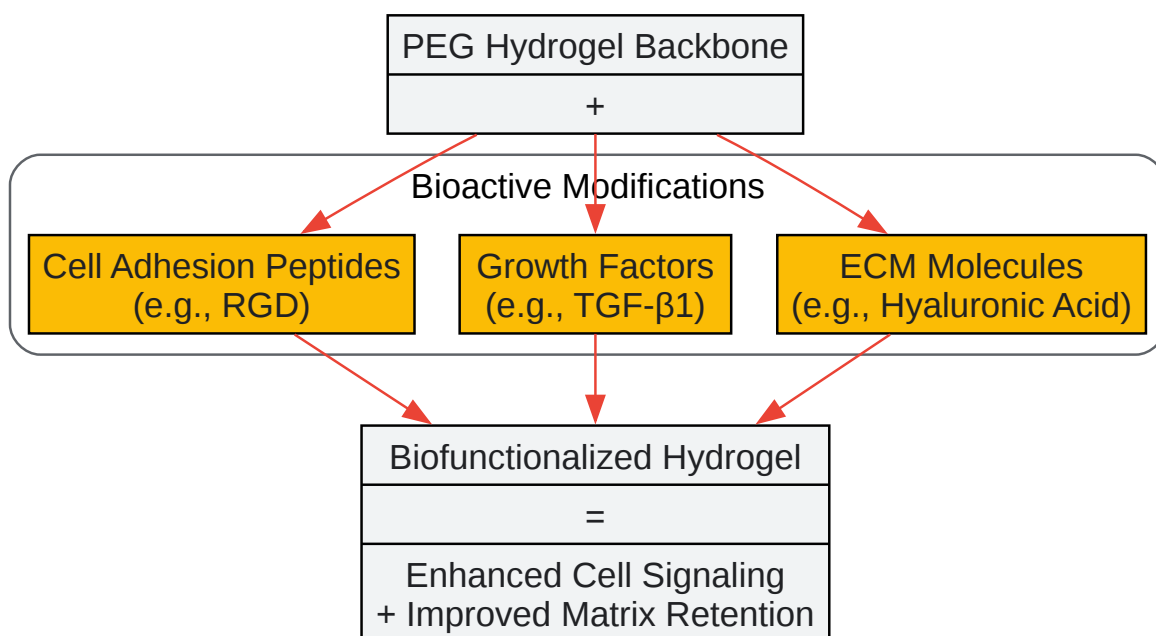 PEG Hydrogel Backbone
+
Bioactive Modifications
Cell Adhesion Peptides
(e.g., RGD)
Growth Factors
(e.g., TGF-β1)
ECM Molecules
(e.g., Hyaluronic Acid)
Biofunctionalized Hydrogel
=
Enhanced Cell Signaling
+ Improved Matrix Retention